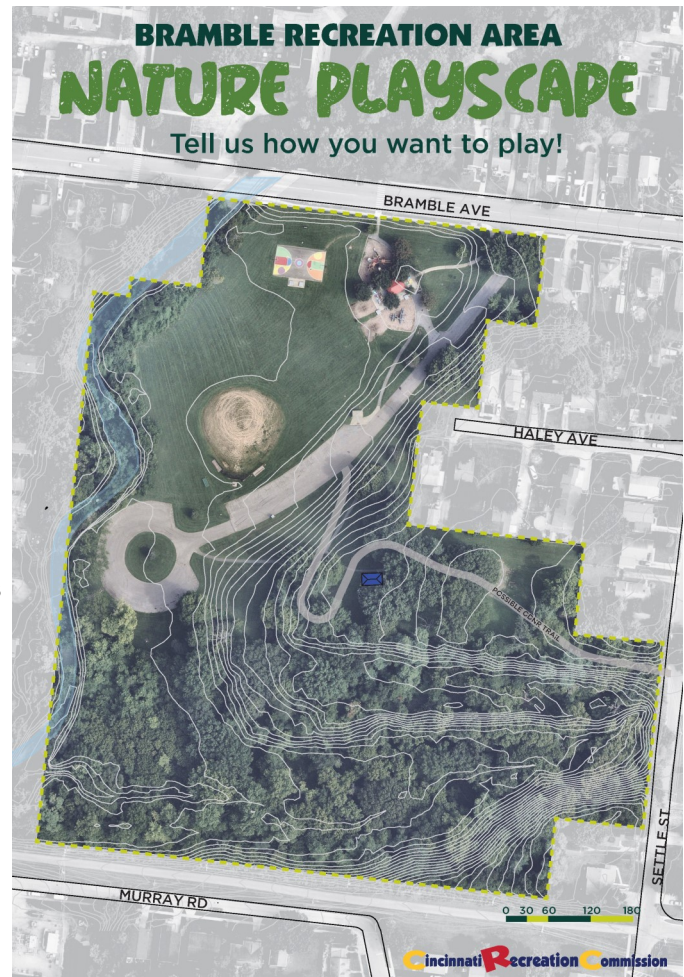 BRAMBLE RECREATION AREA
NATURE PLAYSCAPE
Tell us how you want to play!
BRAMBLE AVE
HALEY AVE
POSSIBLE CCNR TRAIL
SETTLE ST
MURRAY RD
0 30 60 120 180
Cincinnati Recreation Commission